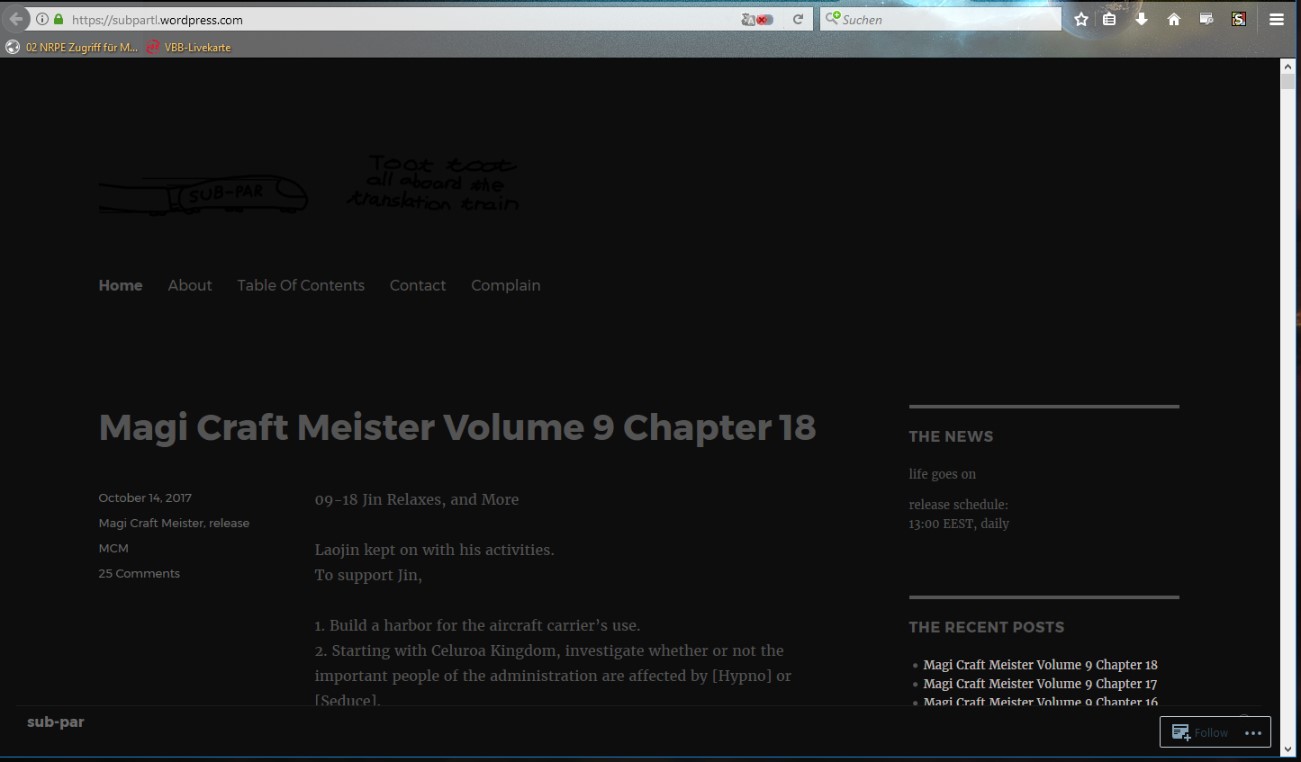 https://subpartl.wordpress.com
Suchen
02 NRPE Zugriff für M...
VBB-Livekarte
SUB-PAR
Toot toot
all aboard the
translation train
Home
About
Table Of Contents
Contact
Complain
Magi Craft Meister Volume 9 Chapter 18
October 14, 2017
Magi Craft Meister, release
MCM
25 Comments
09-18 Jin Relaxes, and More
Laojin kept on with his activities.
To support Jin,
1. Build a harbor for the aircraft carrier’s use.
2. Starting with Celuroa Kingdom, investigate whether or not the
important people of the administration are affected by [Hypno] or
[Seduce].
THE NEWS
life goes on
release schedule:
13:00 EEST, daily
THE RECENT POSTS
Magi Craft Meister Volume 9 Chapter 18
Magi Craft Meister Volume 9 Chapter 17
Magi Craft Meister Volume 9 Chapter 16
sub-par
Follow